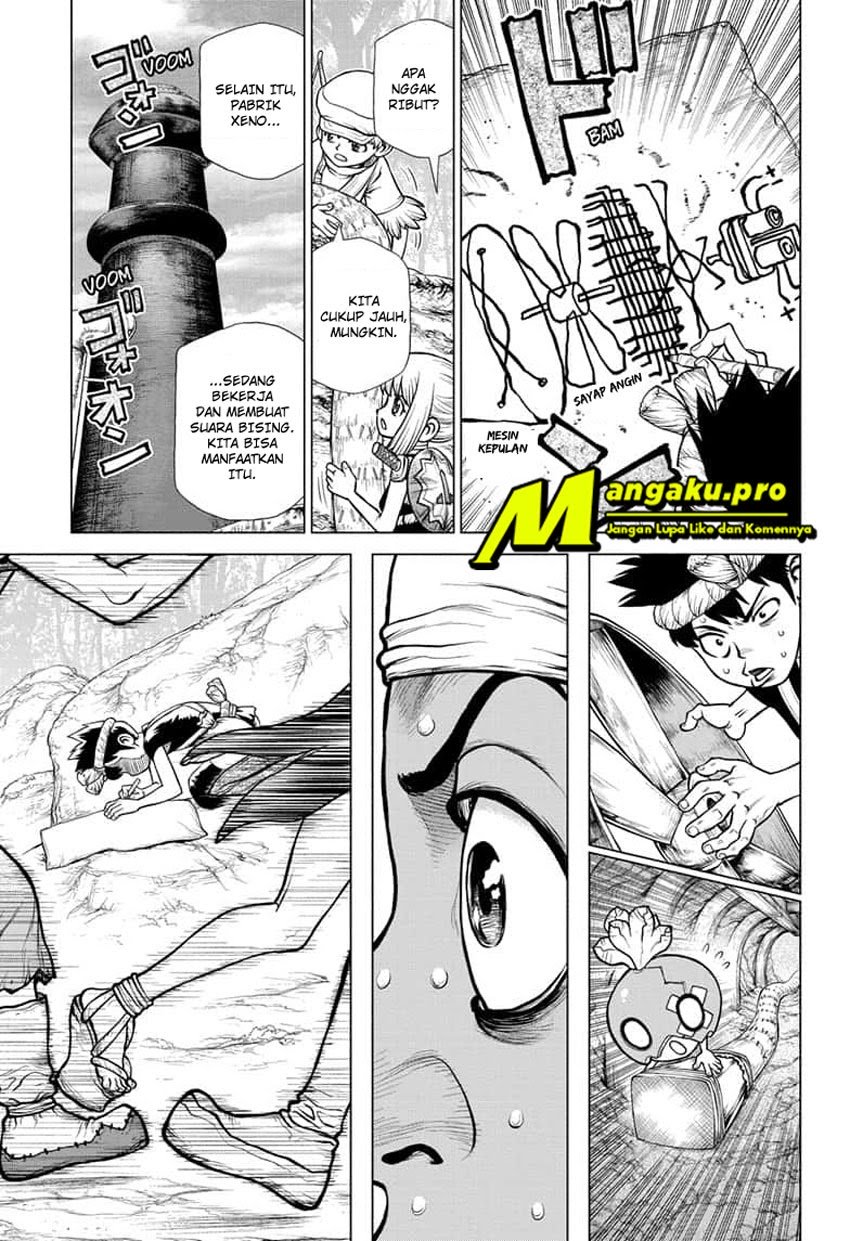 ド
BAM
SAYAP ANGIN
MESIN
KEPULAN
APA
NGGAK
RIBUT?
KITA
CUKUP JAUH,
MUNGKIN.
SELAIN ITU,
PABRIK
XENO...
VOOM
ゴォン
VOOM
ゴォォン
...SEDANG
BEKERJA
DAN MEMBUAT
SUARA BISING.
KITA BISA
MANFAATKAN
ITU.
Mangaku.pro
Jangan Lupa Like dan Komennya